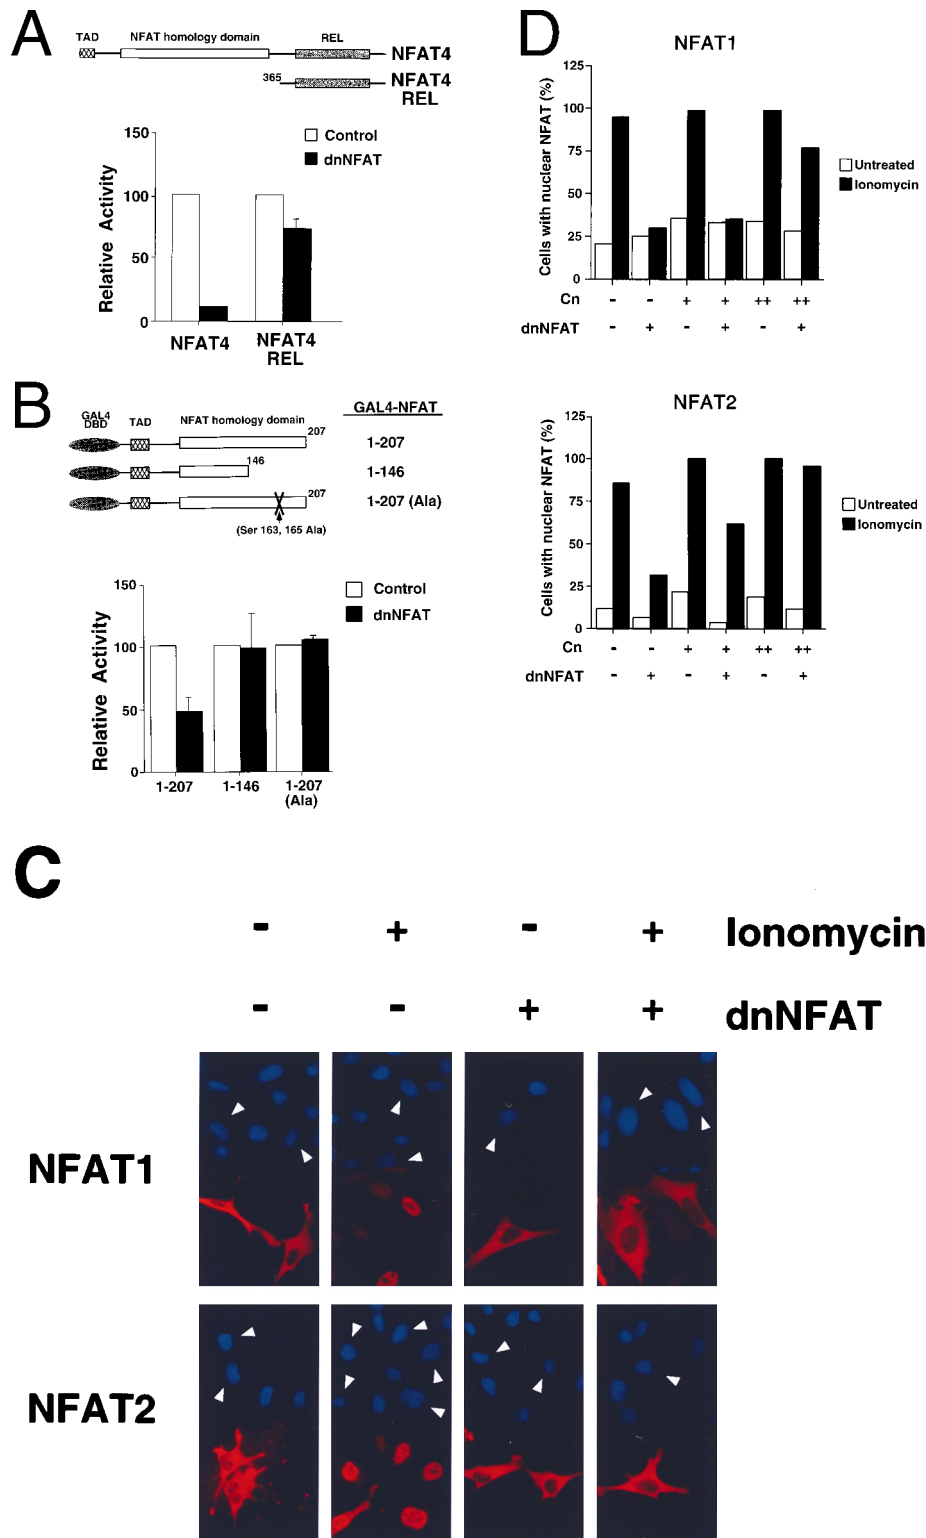 A
TAD NFAT homology domain REL
NFAT4
365
NFAT4
REL
150
100
50
0
Relative Activity
Control
dnNFAT
NFAT4
NFAT4
REL
B
GAL4
DBD TAD NFAT homology domain
GAL4-NFAT
207
1-207
146
1-146
207
1-207 (Ala)
(Ser 163, 165 Ala)
150
100
50
0
Relative Activity
Control
dnNFAT
1-207 1-146 1-207
(Ala)
D
NFAT1
125
100
75
50
25
0
Cells with nuclear NFAT (%)
Untreated
Ionomycin
Cn - - + + ++ ++
dnNFAT - + - + - +
NFAT2
125
100
75
50
25
0
Cells with nuclear NFAT (%)
Untreated
Ionomycin
Cn - - + + ++ ++
dnNFAT - + - + - +
C
- + - + Ionomycin
- - + + dnNFAT
NFAT1
NFAT2